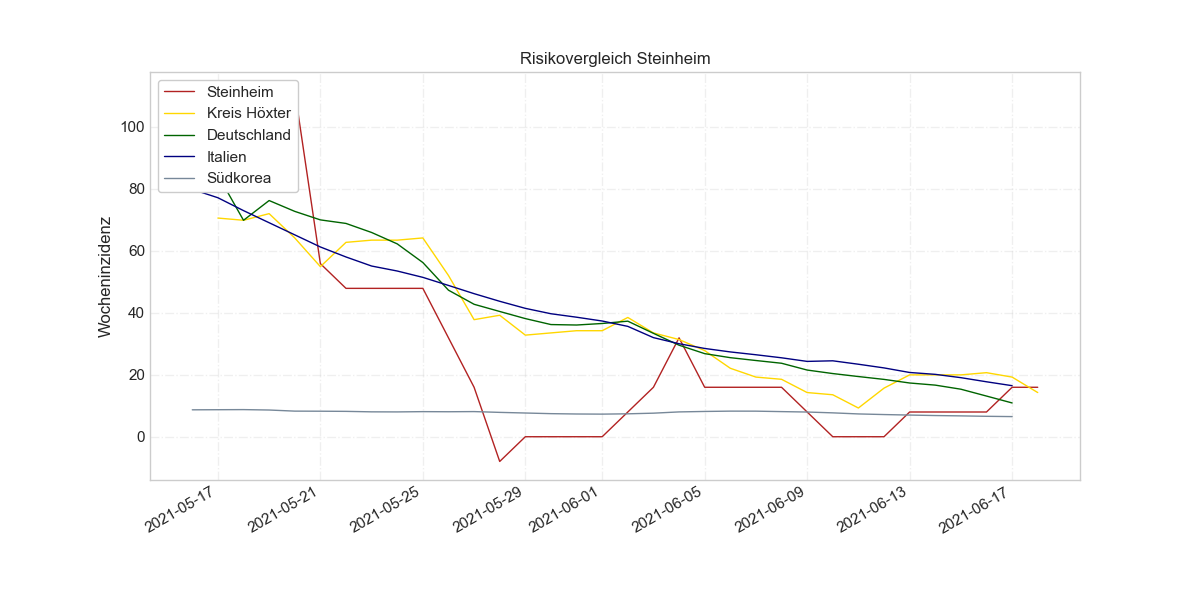 Risikovergleich Steinheim
Steinheim
Kreis Höxter
Deutschland
Italien
Südkorea
Wocheninzidenz
100
80
60
40
20
0
2021-05-17
2021-05-21
2021-05-25
2021-05-29
2021-06-01
2021-06-05
2021-06-09
2021-06-13
2021-06-17